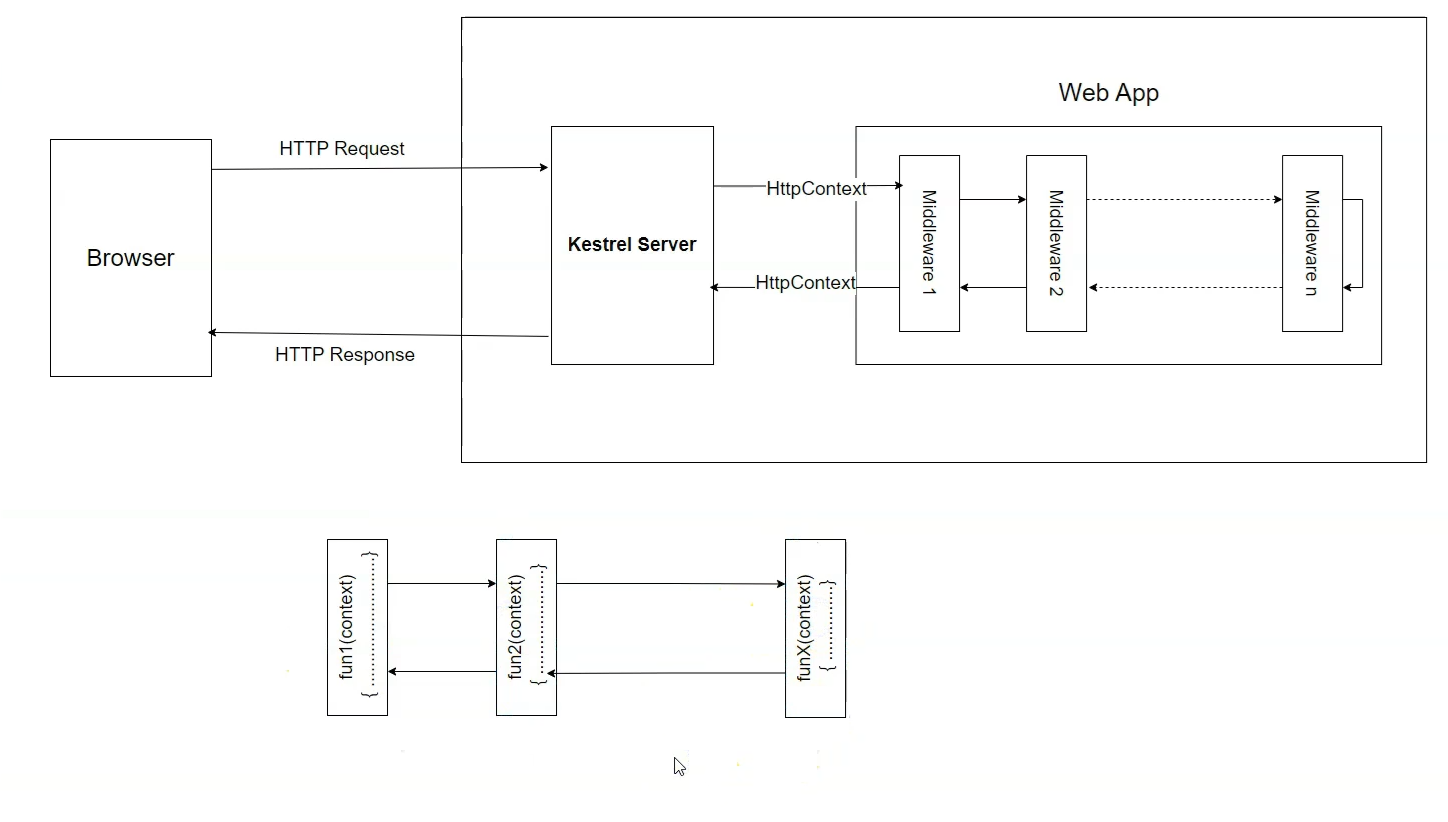 Web App
HTTP Request
Browser
HTTP Response
Kestrel Server
HttpContext
HttpContext
Middleware 1
Middleware 2
Middleware n
fun1(context)
{..........................}
fun2(context)
{.....................}
funX(context)
{...............}